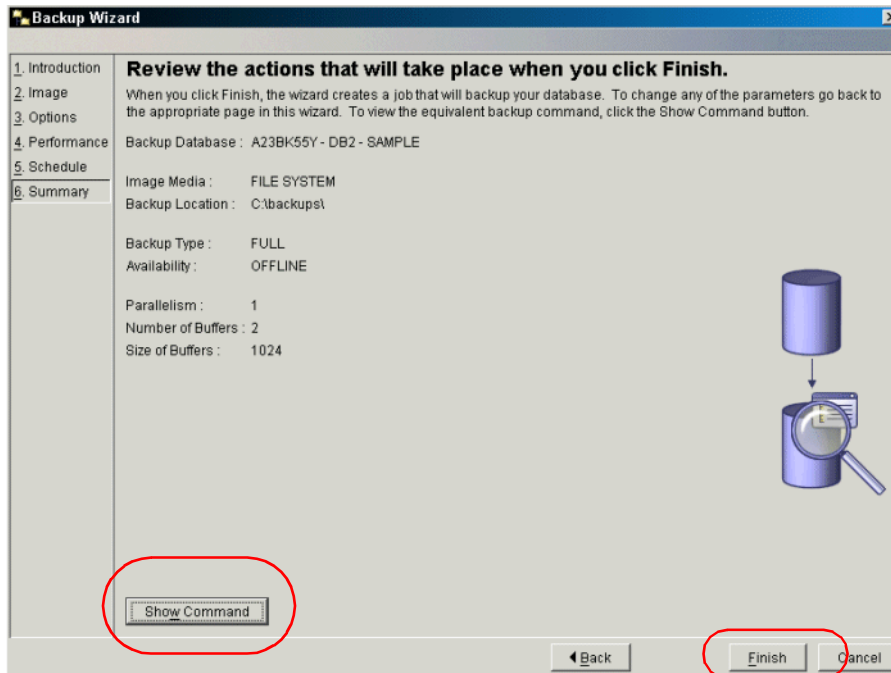 Backup Wizard
1. Introduction
2. Image
3. Options
4. Performance
5. Schedule
6. Summary
Review the actions that will take place when you click Finish.
When you click Finish, the wizard creates a job that will backup your database. To change any of the parameters go back to
the appropriate page in this wizard. To view the equivalent backup command, click the Show Command button.
Backup Database : A23BK55Y - DB2 - SAMPLE
Image Media : FILE SYSTEM
Backup Location : C:\backups\
Backup Type : FULL
Availability : OFFLINE
Parallelism : 1
Number of Buffers : 2
Size of Buffers : 1024
Show Command
Back
Finish
Cancel